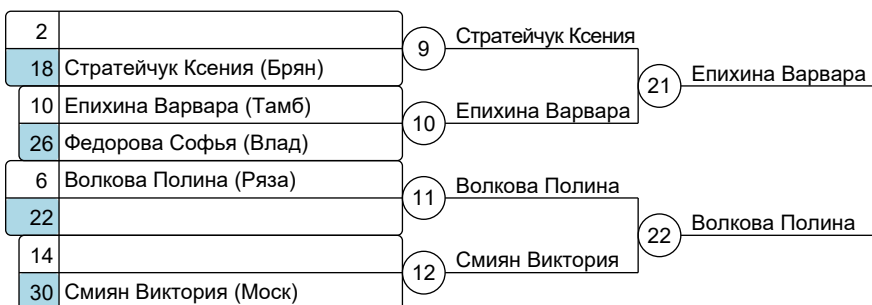 2
18 Стратейчук Ксения (Брян)
9
Стратейчук Ксения
10 Епихина Варвара (Тамб)
26 Федорова Софья (Влад)
10
Епихина Варвара
21
Епихина Варвара
6 Волкова Полина (Ряза)
22
11
Волкова Полина
14
30 Смиян Виктория (Моск)
12
Смиян Виктория
22
Волкова Полина